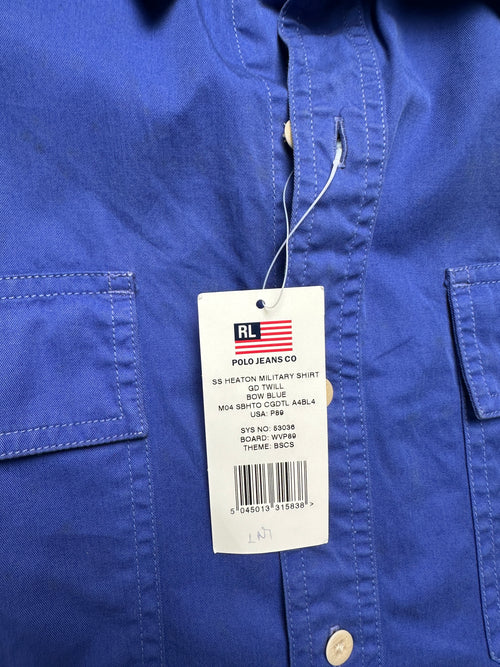 RL
POLO JEANS CO
SS HEATON MILITARY SHIRT
GD TWILL
BOW BLUE
M04 SBHTO CGDTL A4BL4
USA: P89
SYS NO: 53036
BOARD: WVP89
THEME: BSCS
5 045013 315838 >